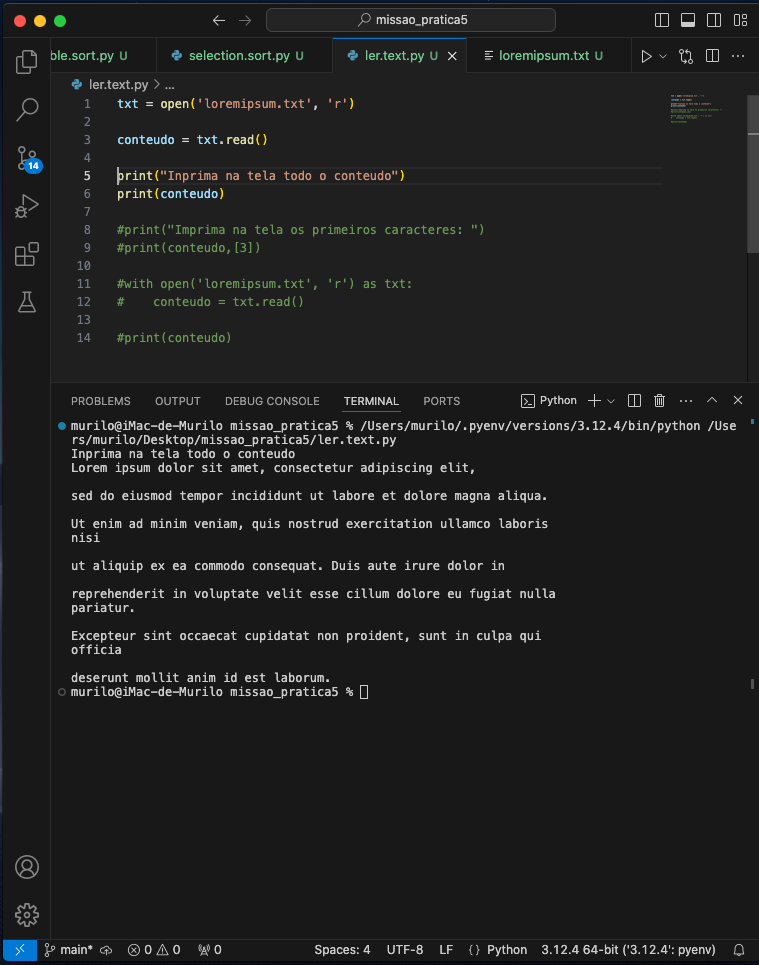 missao_pratica5
ble.sort.py U
selection.sort.py U
ler.text.py U
loremipsum.txt U
ler.text.py > ...
1 txt = open('loremipsum.txt', 'r')
2
3 conteudo = txt.read()
4
5 print("Inprima na tela todo o conteudo")
6 print(conteudo)
7
8 #print("Imprima na tela os primeiros caracteres: ")
9 #print(conteudo,[3])
10
11 #with open('loremipsum.txt', 'r') as txt:
12 #    conteudo = txt.read()
13
14 #print(conteudo)
14
PROBLEMS OUTPUT DEBUG CONSOLE TERMINAL PORTS
Python
murilo@iMac-de-Murilo missao_pratica5 % /Users/murilo/.pyenv/versions/3.12.4/bin/python /Use
rs/murilo/Desktop/missao_pratica5/ler.text.py
Inprima na tela todo o conteudo
Lorem ipsum dolor sit amet, consectetur adipiscing elit,
sed do eiusmod tempor incididunt ut labore et dolore magna aliqua.
Ut enim ad minim veniam, quis nostrud exercitation ullamco laboris
nisi
ut aliquip ex ea commodo consequat. Duis aute irure dolor in
reprehenderit in voluptate velit esse cillum dolore eu fugiat nulla
pariatur.
Excepteur sint occaecat cupidatat non proident, sunt in culpa qui
officia
deserunt mollit anim id est laborum.
murilo@iMac-de-Murilo missao_pratica5 %
main* 0 0 0 Spaces: 4 UTF-8 LF {} Python 3.12.4 64-bit ('3.12.4': pyenv)